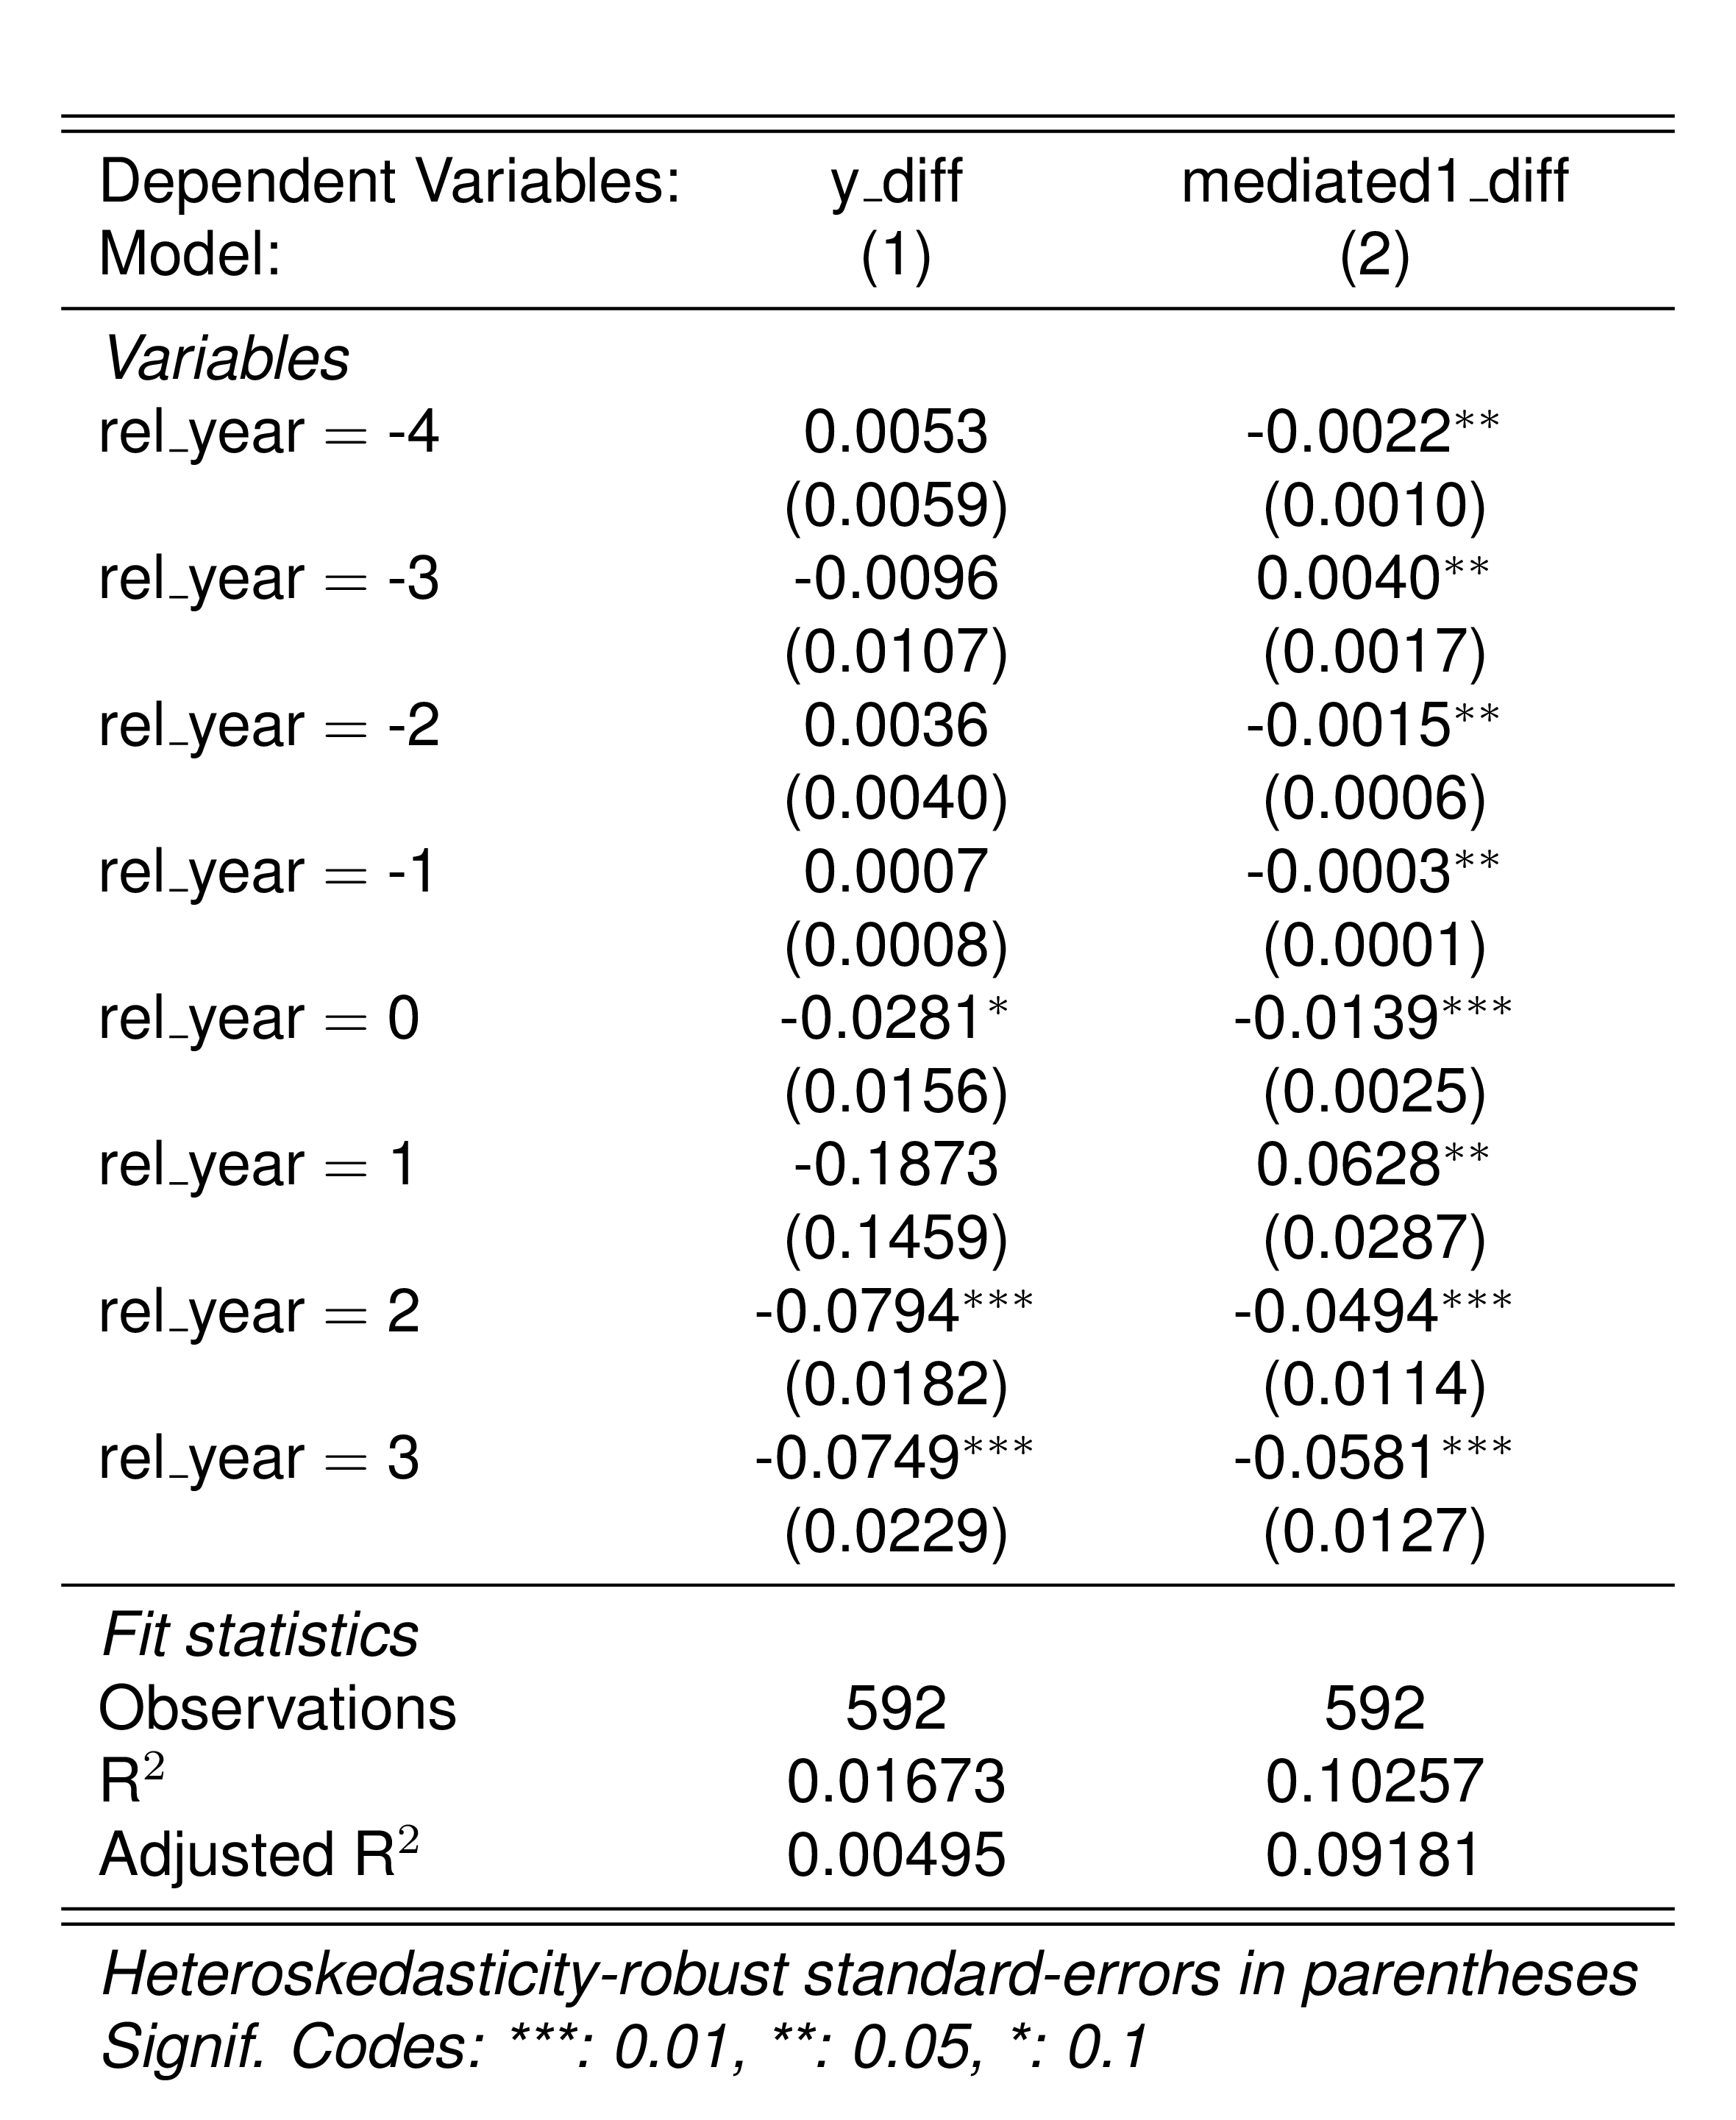 Dependent Variables: y_diff mediated1_diff
Model: (1) (2)
Variables
rel_year = -4 0.0053 -0.0022**
(0.0059) (0.0010)
rel_year = -3 -0.0096 0.0040**
(0.0107) (0.0017)
rel_year = -2 0.0036 -0.0015**
(0.0040) (0.0006)
rel_year = -1 0.0007 -0.0003**
(0.0008) (0.0001)
rel_year = 0 -0.0281* -0.0139***
(0.0156) (0.0025)
rel_year = 1 -0.1873 0.0628**
(0.1459) (0.0287)
rel_year = 2 -0.0794*** -0.0494***
(0.0182) (0.0114)
rel_year = 3 -0.0749*** -0.0581***
(0.0229) (0.0127)
Fit statistics
Observations 592 592
R² 0.01673 0.10257
Adjusted R² 0.00495 0.09181
Heteroskedasticity-robust standard-errors in parentheses
Signif. Codes: ***: 0.01, **: 0.05, *: 0.1